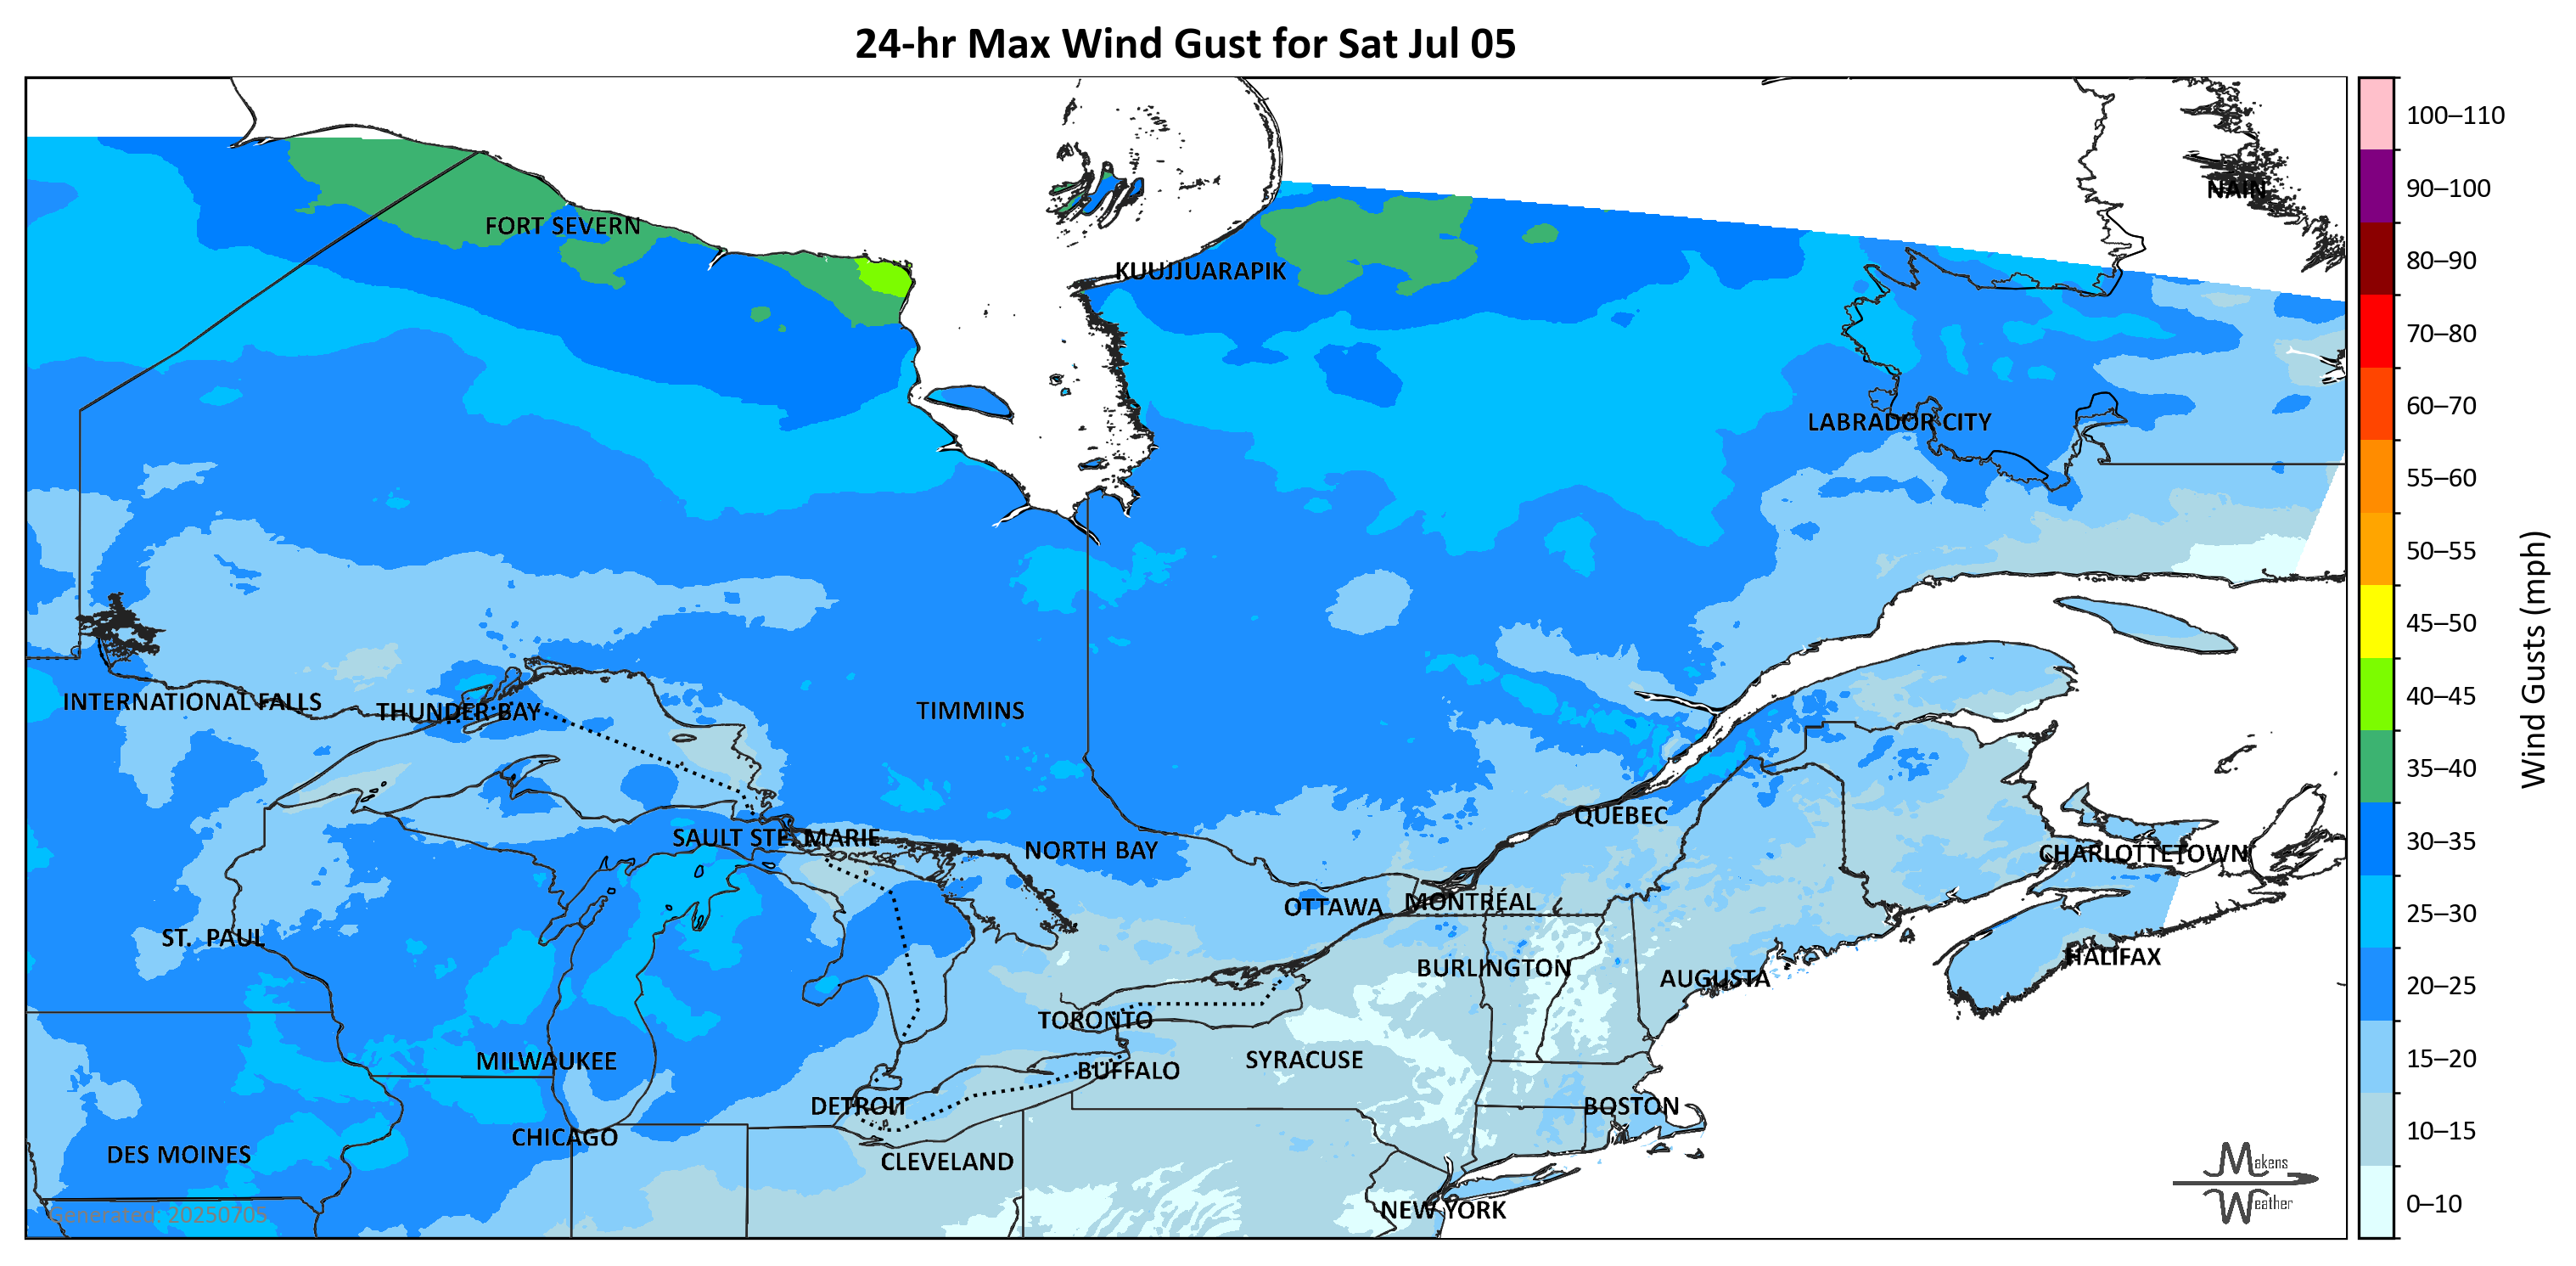 24-hr Max Wind Gust for Sat Jul 05
100–110
90–100
80–90
70–80
60–70
55–60
50–55
45–50
40–45
35–40
30–35
25–30
20–25
15–20
10–15
0–10
Wind Gusts (mph)
NAIN
FORT SEVERN
KUUJJUARAPIK
LABRADOR CITY
INTERNATIONAL FALLS
THUNDER BAY
TIMMINS
QUEBEC
SAULT STE. MARIE
NORTH BAY
CHARLOTTETOWN
OTTAWA
MONTRÉAL
ST. PAUL
HALIFAX
BURLINGTON
AUGUSTA
TORONTO
MILWAUKEE
BUFFALO
SYRACUSE
DETROIT
BOSTON
CHICAGO
DES MOINES
CLEVELAND
NEW YORK
Generated: 20250705
Makens
Weather